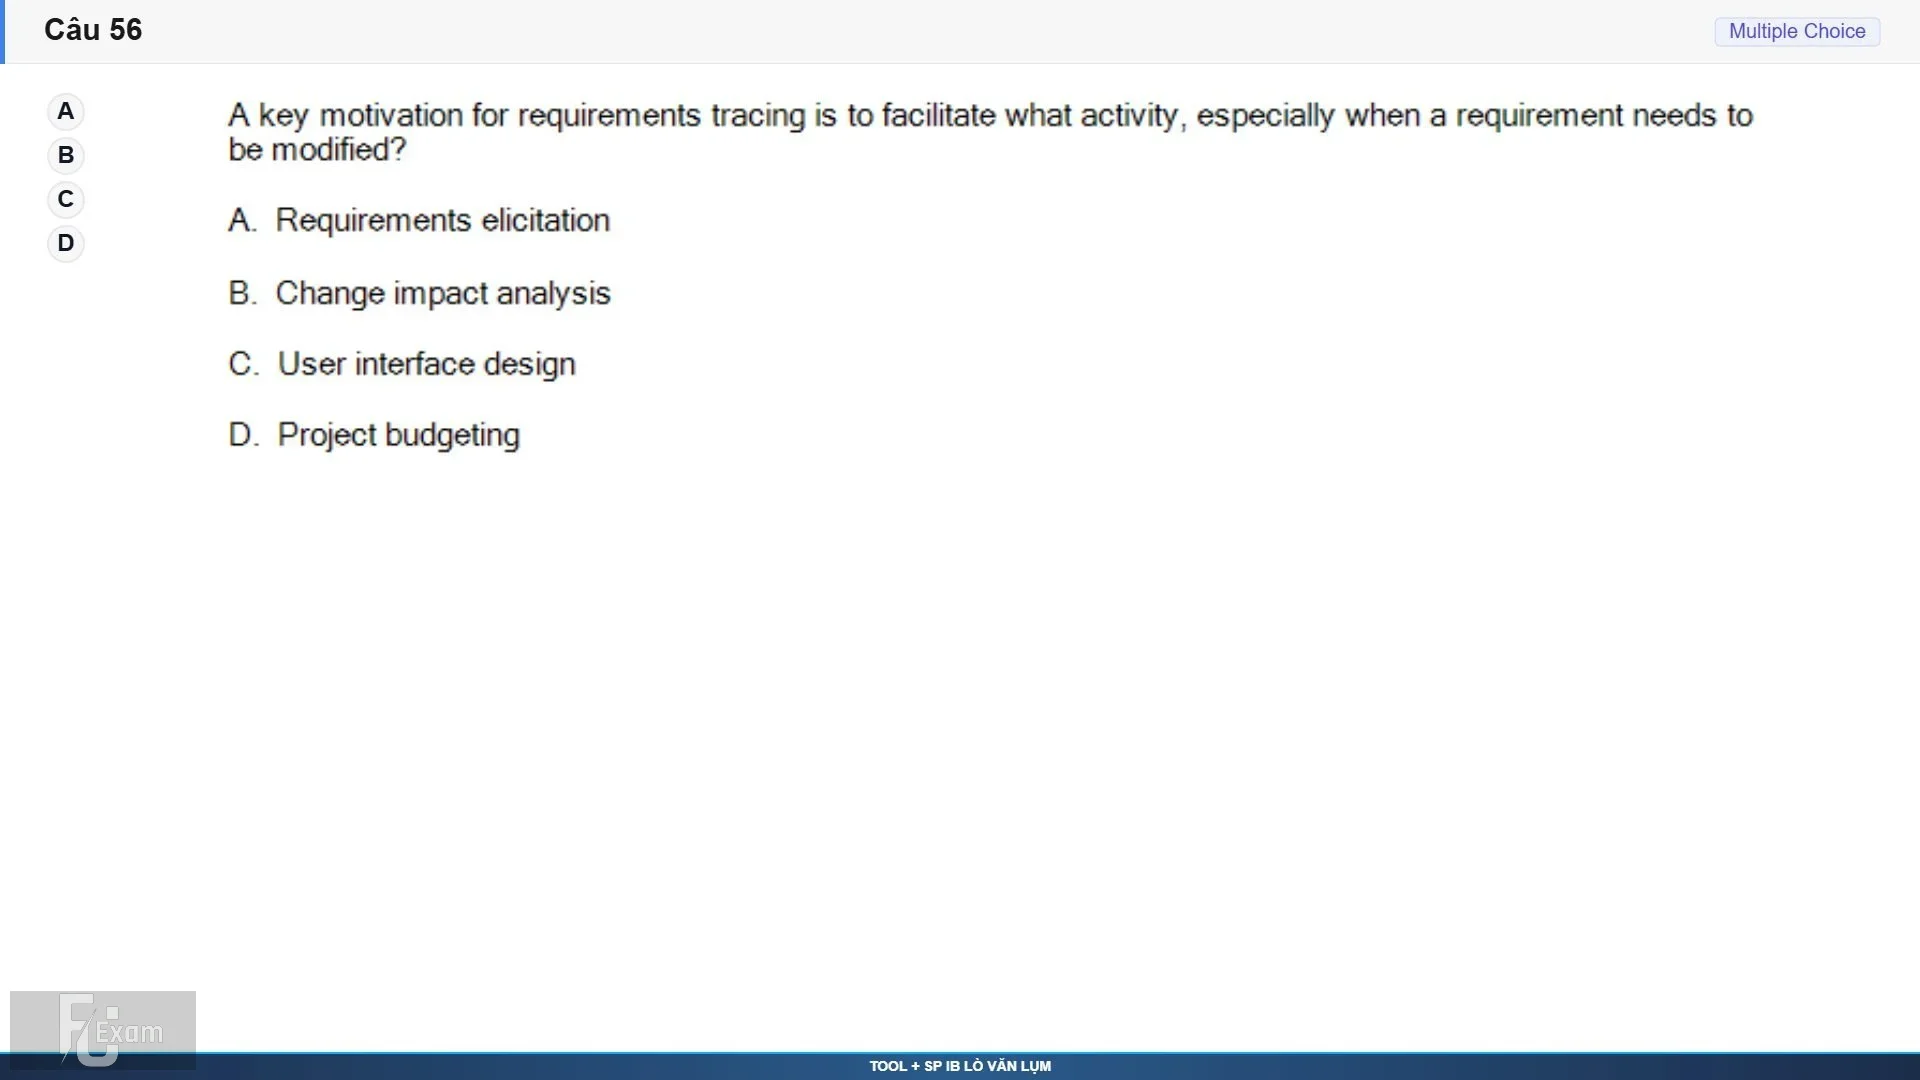 Câu 56
Multiple Choice
A
B
C
D
A key motivation for requirements tracing is to facilitate what activity, especially when a requirement needs to
be modified?
A. Requirements elicitation
B. Change impact analysis
C. User interface design
D. Project budgeting
FU Exam
TOOL + SP IB LÒ VĂN LỤM